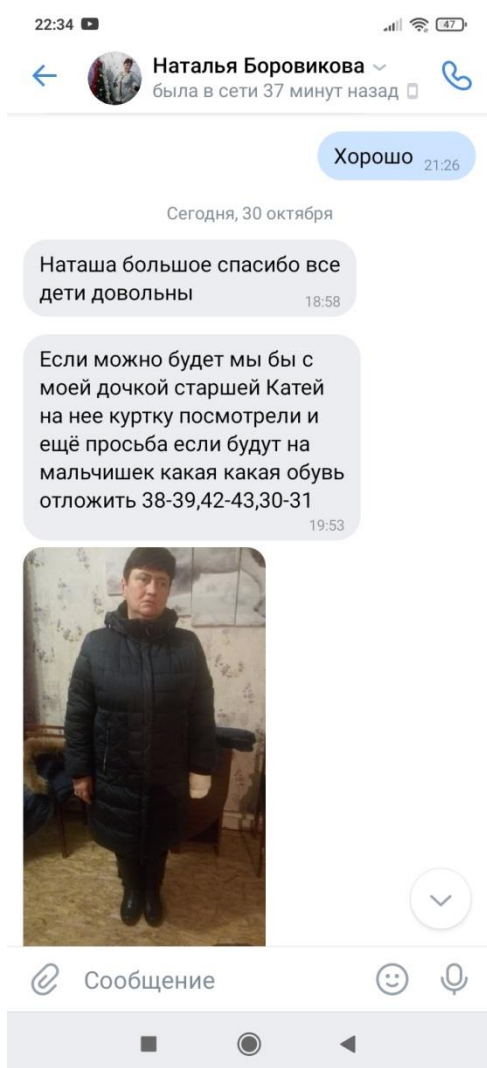 22:34
47
Наталья Боровикова
была в сети 37 минут назад
Хорошо 21:26
Сегодня, 30 октября
Наташа большое спасибо все
дети довольны
18:58
Если можно будет мы бы с
моей дочкой старшей Катей
на нее куртку посмотрели и
ещё просьба если будут на
мальчишек какая какая обувь
отложить 38-39,42-43,30-31
19:53
Сообщение